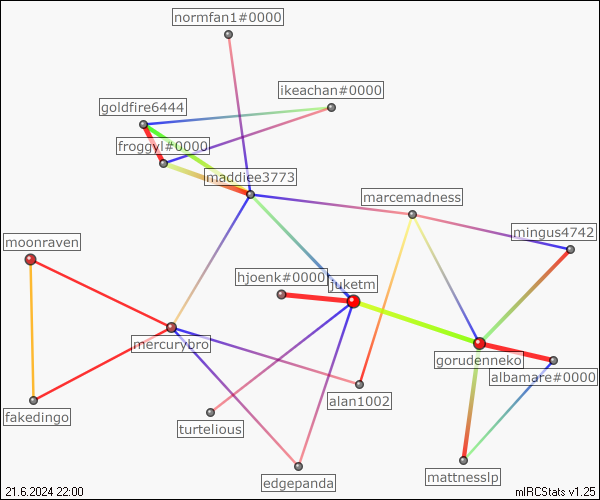 normfan1#0000
ikeachan#0000
goldfire6444
froggyl#0000
maddiee3773
marcemadness
mingus4742
moonraven
hjoenk#0000
juketm
mercurybro
gorudenneko
albamare#0000
alan1002
fakedingo
turtelious
mattnesslp
edgepanda
21.6.2024 22:00
mIRCStats v1.25